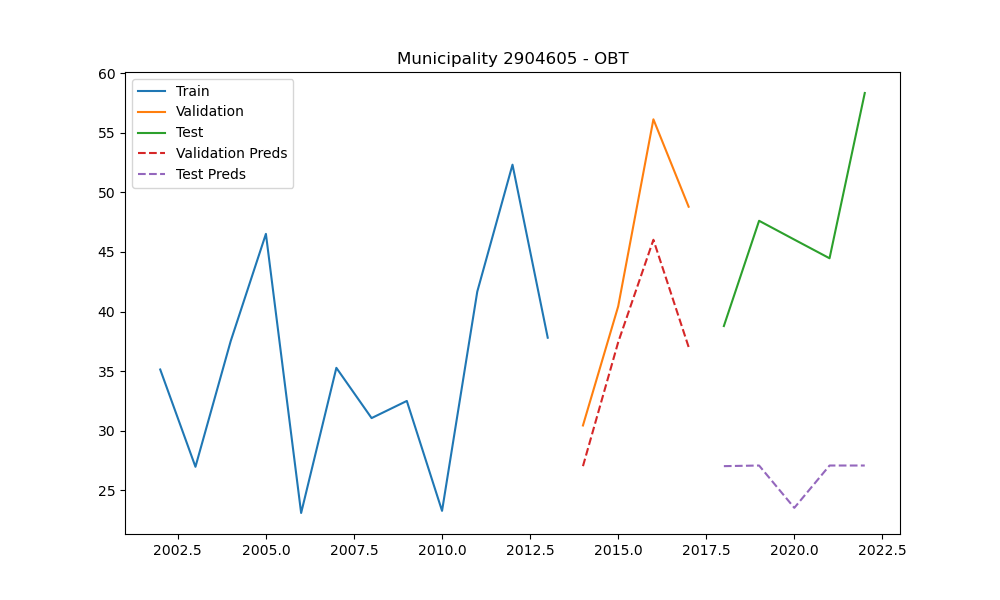 Municipality 2904605 - OBT
60
55
50
45
40
35
30
25
Train
Validation
Test
Validation Preds
Test Preds
2002.5 2005.0 2007.5 2010.0 2012.5 2015.0 2017.5 2020.0 2022.5